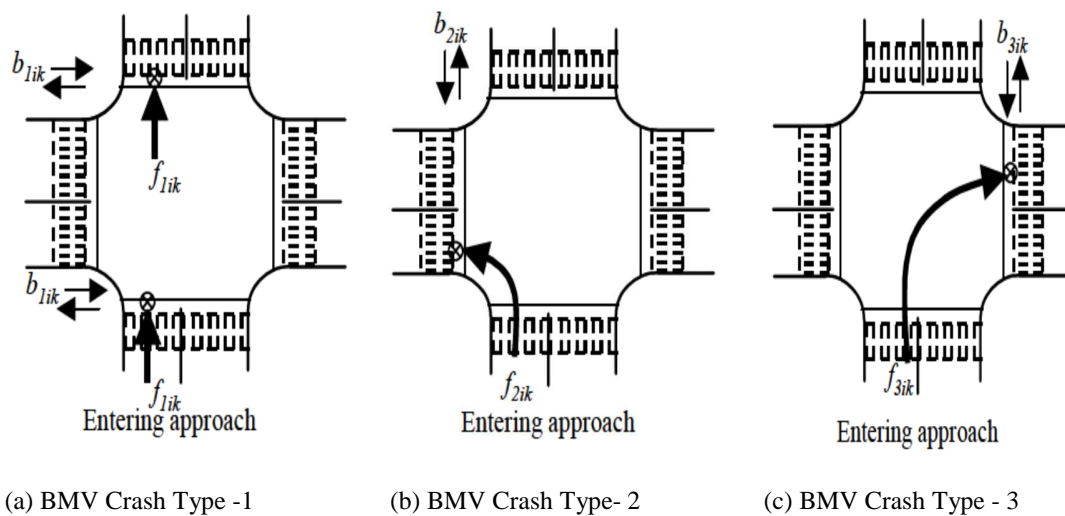 b1ik
f1ik
b1ik
f1ik
Entering approach
b2ik
f2ik
Entering approach
b3ik
f3ik
Entering approach
(a) BMV Crash Type -1
(b) BMV Crash Type- 2
(c) BMV Crash Type - 3